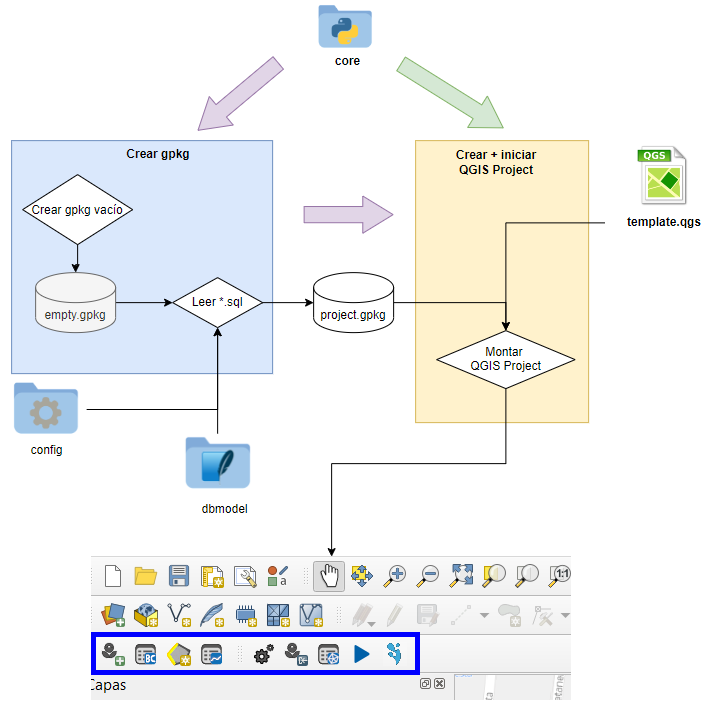 core
Crear gpkg
Crear + iniciar
QGIS Project
QGS
template.qgs
Crear gpkg vacío
Leer *.sql
empty.gpkg
project.gpkg
Montar
QGIS Project
config
dbmodel
a
1:1
BC
Capas